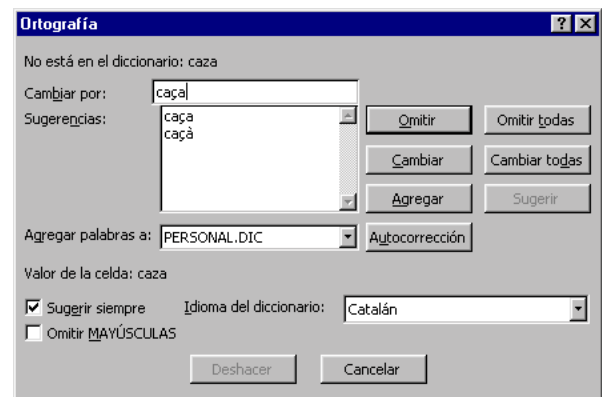 Ortografía
No está en el diccionario: caza
Cambiar por: caça
Sugerencias: caça
caçà
Omitir Omitir todas
Cambiar Cambiar todas
Agregar Sugerir
Agregar palabras a: PERSONAL.DIC Autocorrección
Valor de la celda: caza
Sugerir siempre Idioma del diccionario: Catalán
Omitir MAYÚSCULAS
Deshacer Cancelar